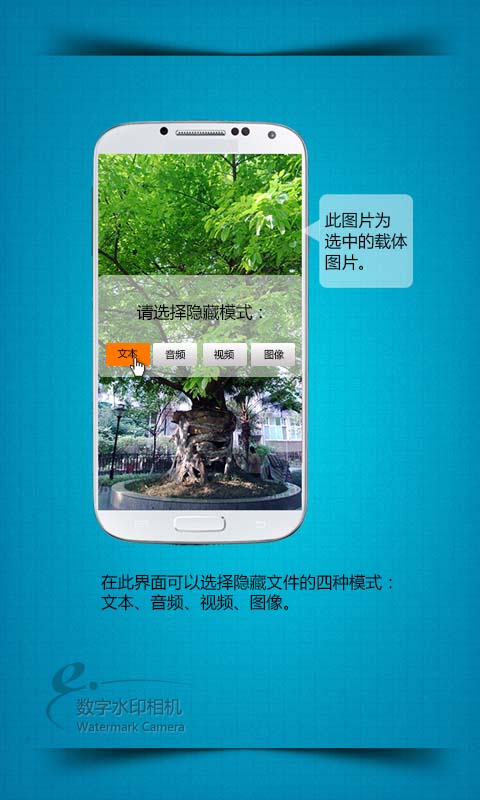 此图片为
选中的载体
图片。
请选择隐藏模式：
文本 音频 视频 图像
在此界面可以选择隐藏文件的四种模式：
文本、音频、视频、图像。
数字水印相机
Watermark Camera